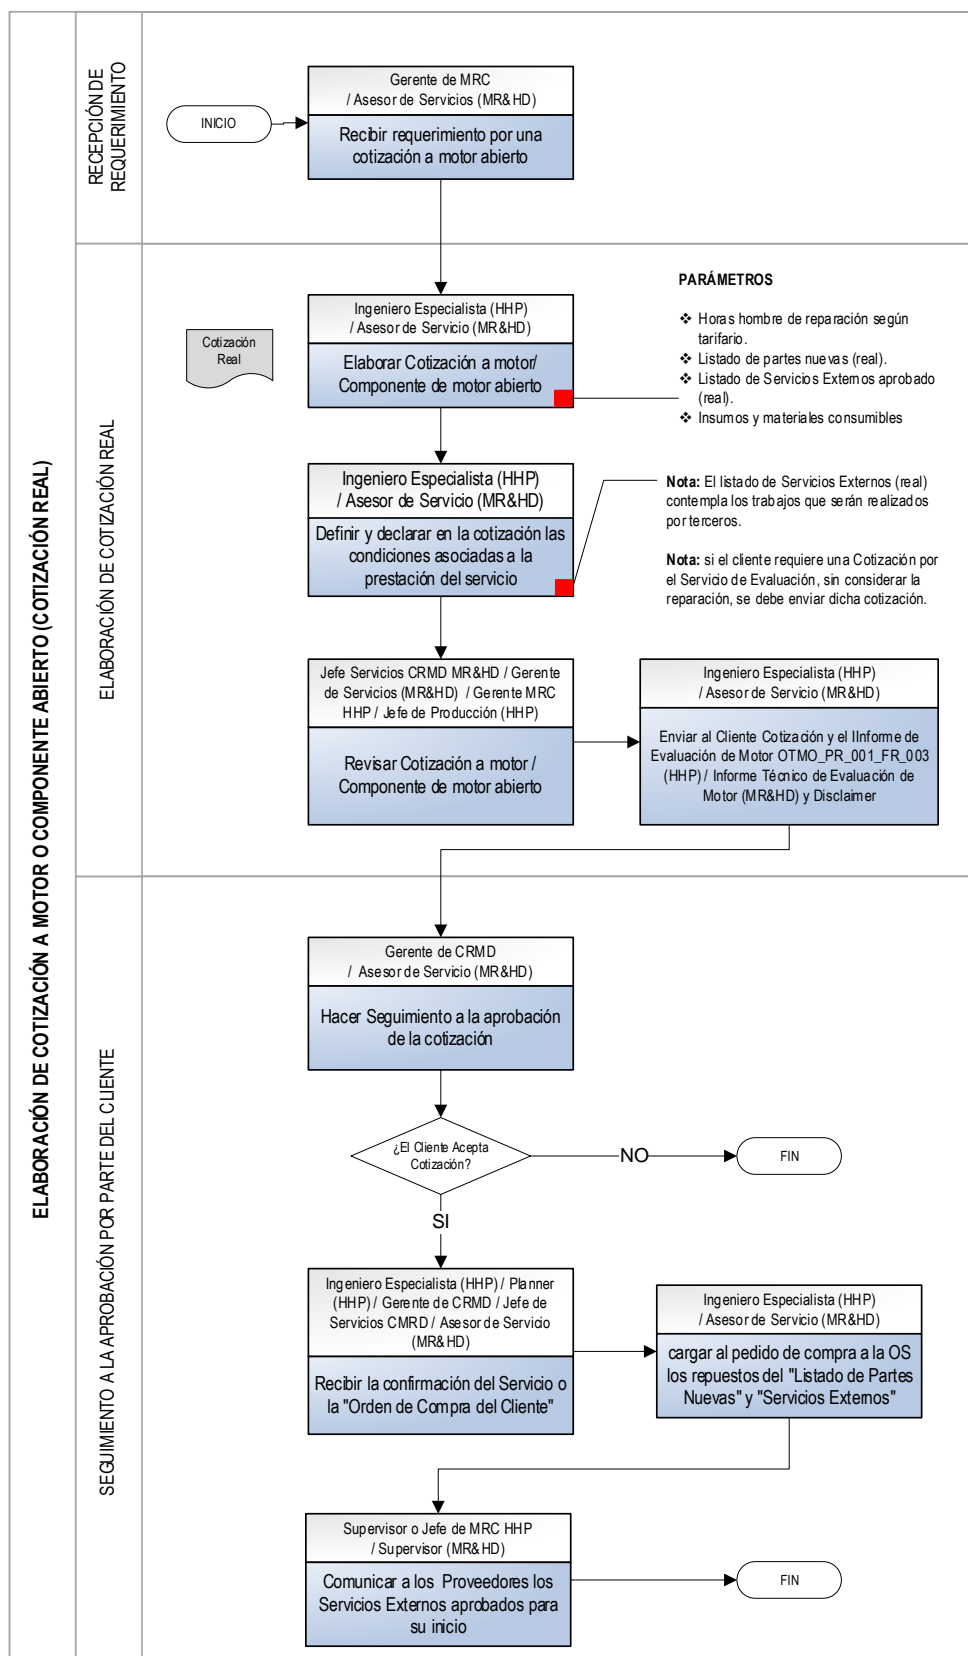 ELABORACIÓN DE COTIZACIÓN A MOTOR O COMPONENTE ABIERTO (COTIZACIÓN REAL)
RECEPCIÓN DE
REQUERIMIENTO
INICIO
Gerente de MRC
/ Asesor de Servicios (MR&HD)
Recibir requerimiento por una
cotización a motor abierto
ELABORACIÓN DE COTIZACIÓN REAL
Cotización
Real
Ingeniero Especialista (HHP)
/ Asesor de Servicio (MR&HD)
Elaborar Cotización a motor/
Componente de motor abierto
PARÁMETROS
❖ Horas hombre de reparación según
tarifario.
❖ Listado de partes nuevas (real).
❖ Listado de Servicios Externos aprobado
(real).
❖ Insumos y materiales consumibles
Ingeniero Especialista (HHP)
/ Asesor de Servicio (MR&HD)
Definir y declarar en la cotización las
condiciones asociadas a la
prestación del servicio
Nota: El listado de Servicios Externos (real)
contempla los trabajos que serán realizados
por terceros.
Nota: si el cliente requiere una Cotización por
el Servicio de Evaluación, sin considerar la
reparación, se debe enviar dicha cotización.
Jefe Servicios CRMD MR&HD / Gerente
de Servicios (MR&HD) / Gerente MRC
HHP / Jefe de Producción (HHP)
Revisar Cotización a motor /
Componente de motor abierto
Ingeniero Especialista (HHP)
/ Asesor de Servicio (MR&HD)
Enviar al Cliente Cotización y el IInforme de
Evaluación de Motor OTMO_PR_001_FR_003
(HHP) / Informe Técnico de Evaluación de
Motor (MR&HD) y Disclaimer
SEGUIMIENTO A LA APROBACIÓN POR PARTE DEL CLIENTE
Gerente de CRMD
/ Asesor de Servicio (MR&HD)
Hacer Seguimiento a la aprobación
de la cotización
¿El Cliente Acepta
Cotización?
NO
FIN
SI
Ingeniero Especialista (HHP) / Planner
(HHP) / Gerente de CRMD / Jefe de
Servicios CMRD / Asesor de Servicio
(MR&HD)
Recibir la confirmación del Servicio o
la "Orden de Compra del Cliente"
Ingeniero Especialista (HHP)
/ Asesor de Servicio (MR&HD)
cargar al pedido de compra a la OS
los repuestos del "Listado de Partes
Nuevas" y "Servicios Externos"
Supervisor o Jefe de MRC HHP
/ Supervisor (MR&HD)
Comunicar a los Proveedores los
Servicios Externos aprobados para
su inicio
FIN